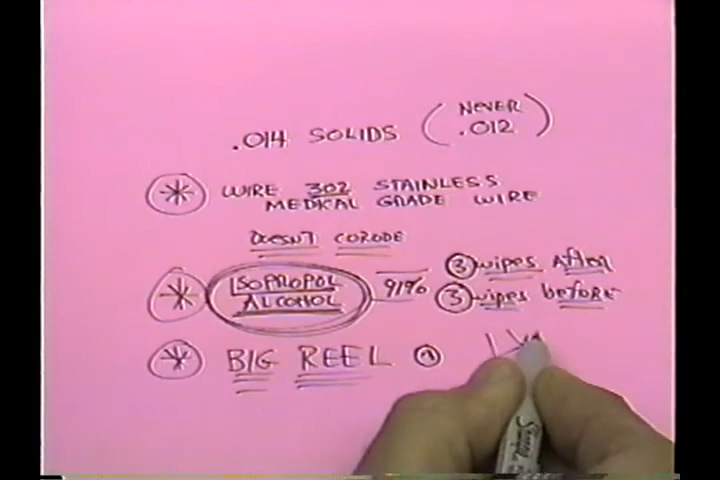 .014 SOLIDS (NEVER .012)
* WIRE 302 STAINLESS
MEDICAL GRADE WIRE
DOESN'T CORODE
* ISOPROPOL
ALCOHOL
91%
3 wipes After
3 wipes before
* BIG REEL
Sharpie